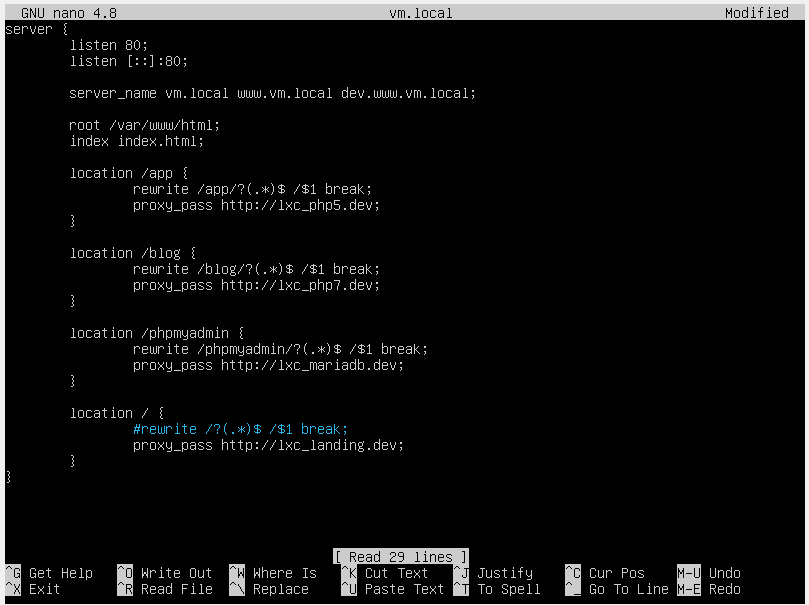 GNU nano 4.8 vm.local Modified
server {
listen 80;
listen [::]:80;
server_name vm.local www.vm.local dev.www.vm.local;
root /var/www/html;
index index.html;
location /app {
rewrite /app/?(.*)$ /$1 break;
proxy_pass http://lxc_php5.dev;
}
location /blog {
rewrite /blog/?(.*)$ /$1 break;
proxy_pass http://lxc_php7.dev;
}
location /phpmyadmin {
rewrite /phpmyadmin/?(.*)$ /$1 break;
proxy_pass http://lxc_mariadb.dev;
}
location / {
#rewrite /?(.*)$ /$1 break;
proxy_pass http://lxc_landing.dev;
}
}
[ Read 29 lines ]
^G Get Help ^O Write Out ^W Where Is ^K Cut Text ^J Justify ^C Cur Pos M-U Undo
^X Exit ^R Read File ^\ Replace ^U Paste Text ^T To Spell ^_ Go To Line M-E Redo